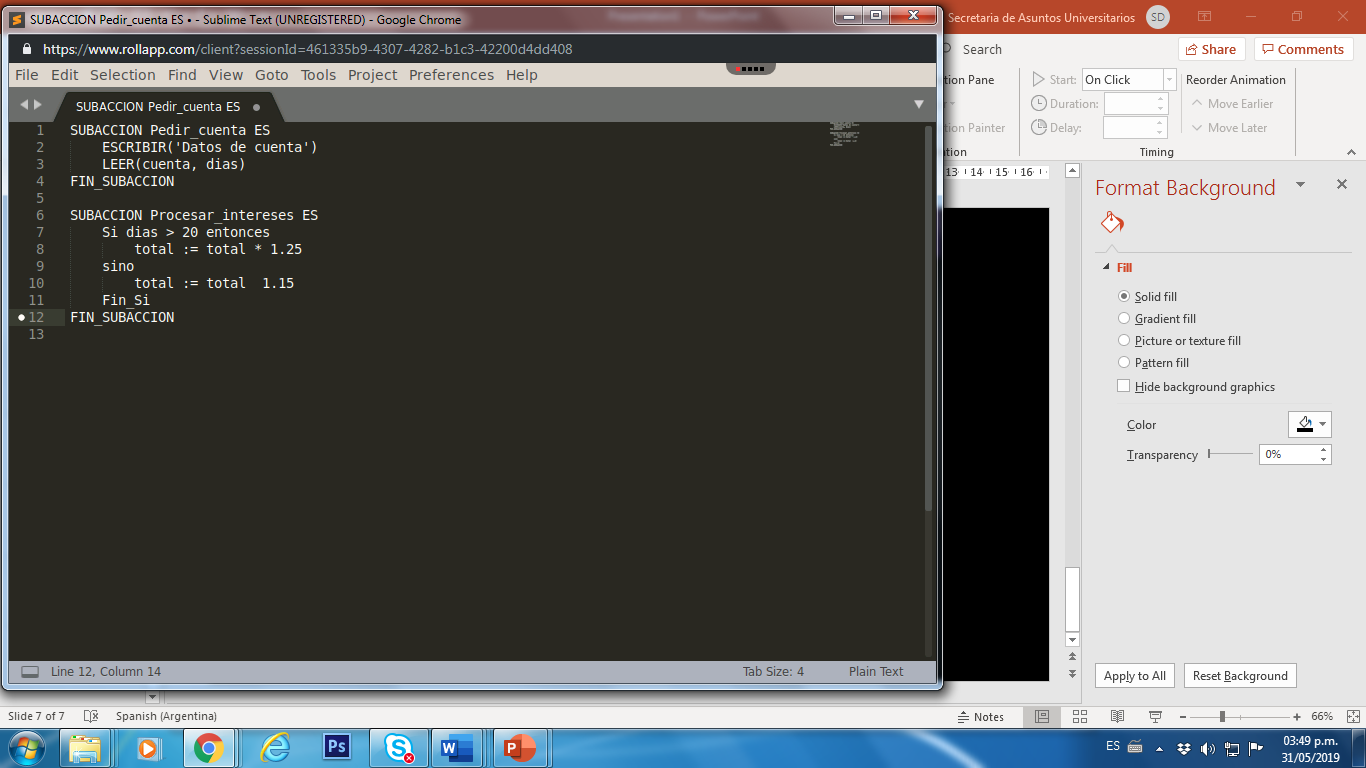 SUBACCION Pedir_cuenta ES • - Sublime Text (UNREGISTERED) - Google Chrome
https://www.rollapp.com/client?sessionId=461335b9-4307-4282-b1c3-42200d4dd408
File Edit Selection Find View Goto Tools Project Preferences Help
SUBACCION Pedir_cuenta ES
1 SUBACCION Pedir_cuenta ES
2 ESCRIBIR('Datos de cuenta')
3 LEER(cuenta, dias)
4 FIN_SUBACCION
5
6 SUBACCION Procesar_intereses ES
7 Si dias > 20 entonces
8 total := total * 1.25
9 sino
10 total := total  1.15
11 Fin_Si
12 FIN_SUBACCION
13
Line 12, Column 14 Tab Size: 4 Plain Text
Secretaria de Asuntos Universitarios SD
Search Share Comments
tion Pane Start: On Click Reorder Animation
Duration: Move Earlier
Painter Delay: Move Later
ation Timing
13 14 15 16
Format Background
Fill
Solid fill
Gradient fill
Picture or texture fill
Pattern fill
Hide background graphics
Color
Transparency 0%
Apply to All Reset Background
Slide 7 of 7 Spanish (Argentina) Notes 66%
Ps S W P
ES 03:49 p.m.
31/05/2019